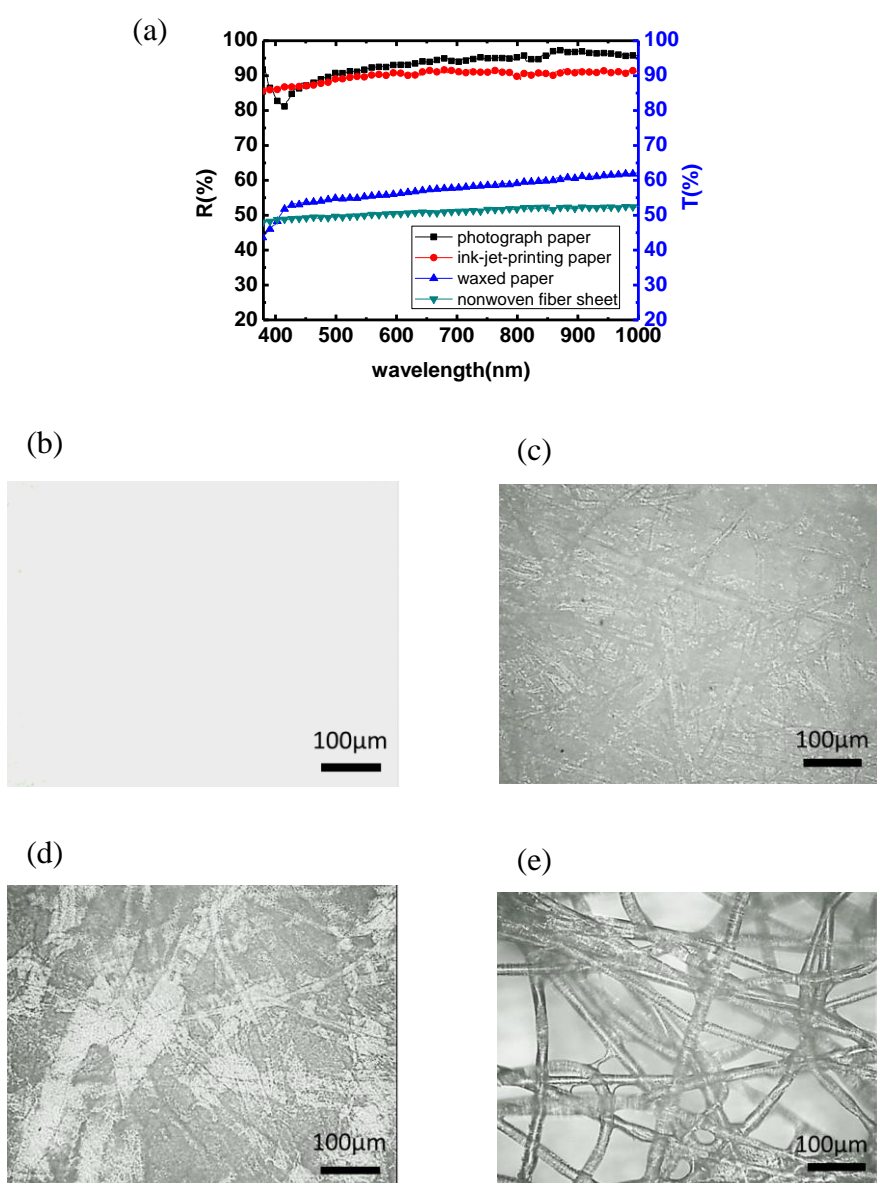 (a)
100
90
80
70
60
50
40
30
20
R(%)
100
90
80
70
60
50
40
30
20
T(%)
photograph paper
ink-jet-printing paper
waxed paper
nonwoven fiber sheet
400 500 600 700 800 900 1000
wavelength(nm)
(b)
(c)
100μm
100μm
(d)
(e)
100μm
100μm